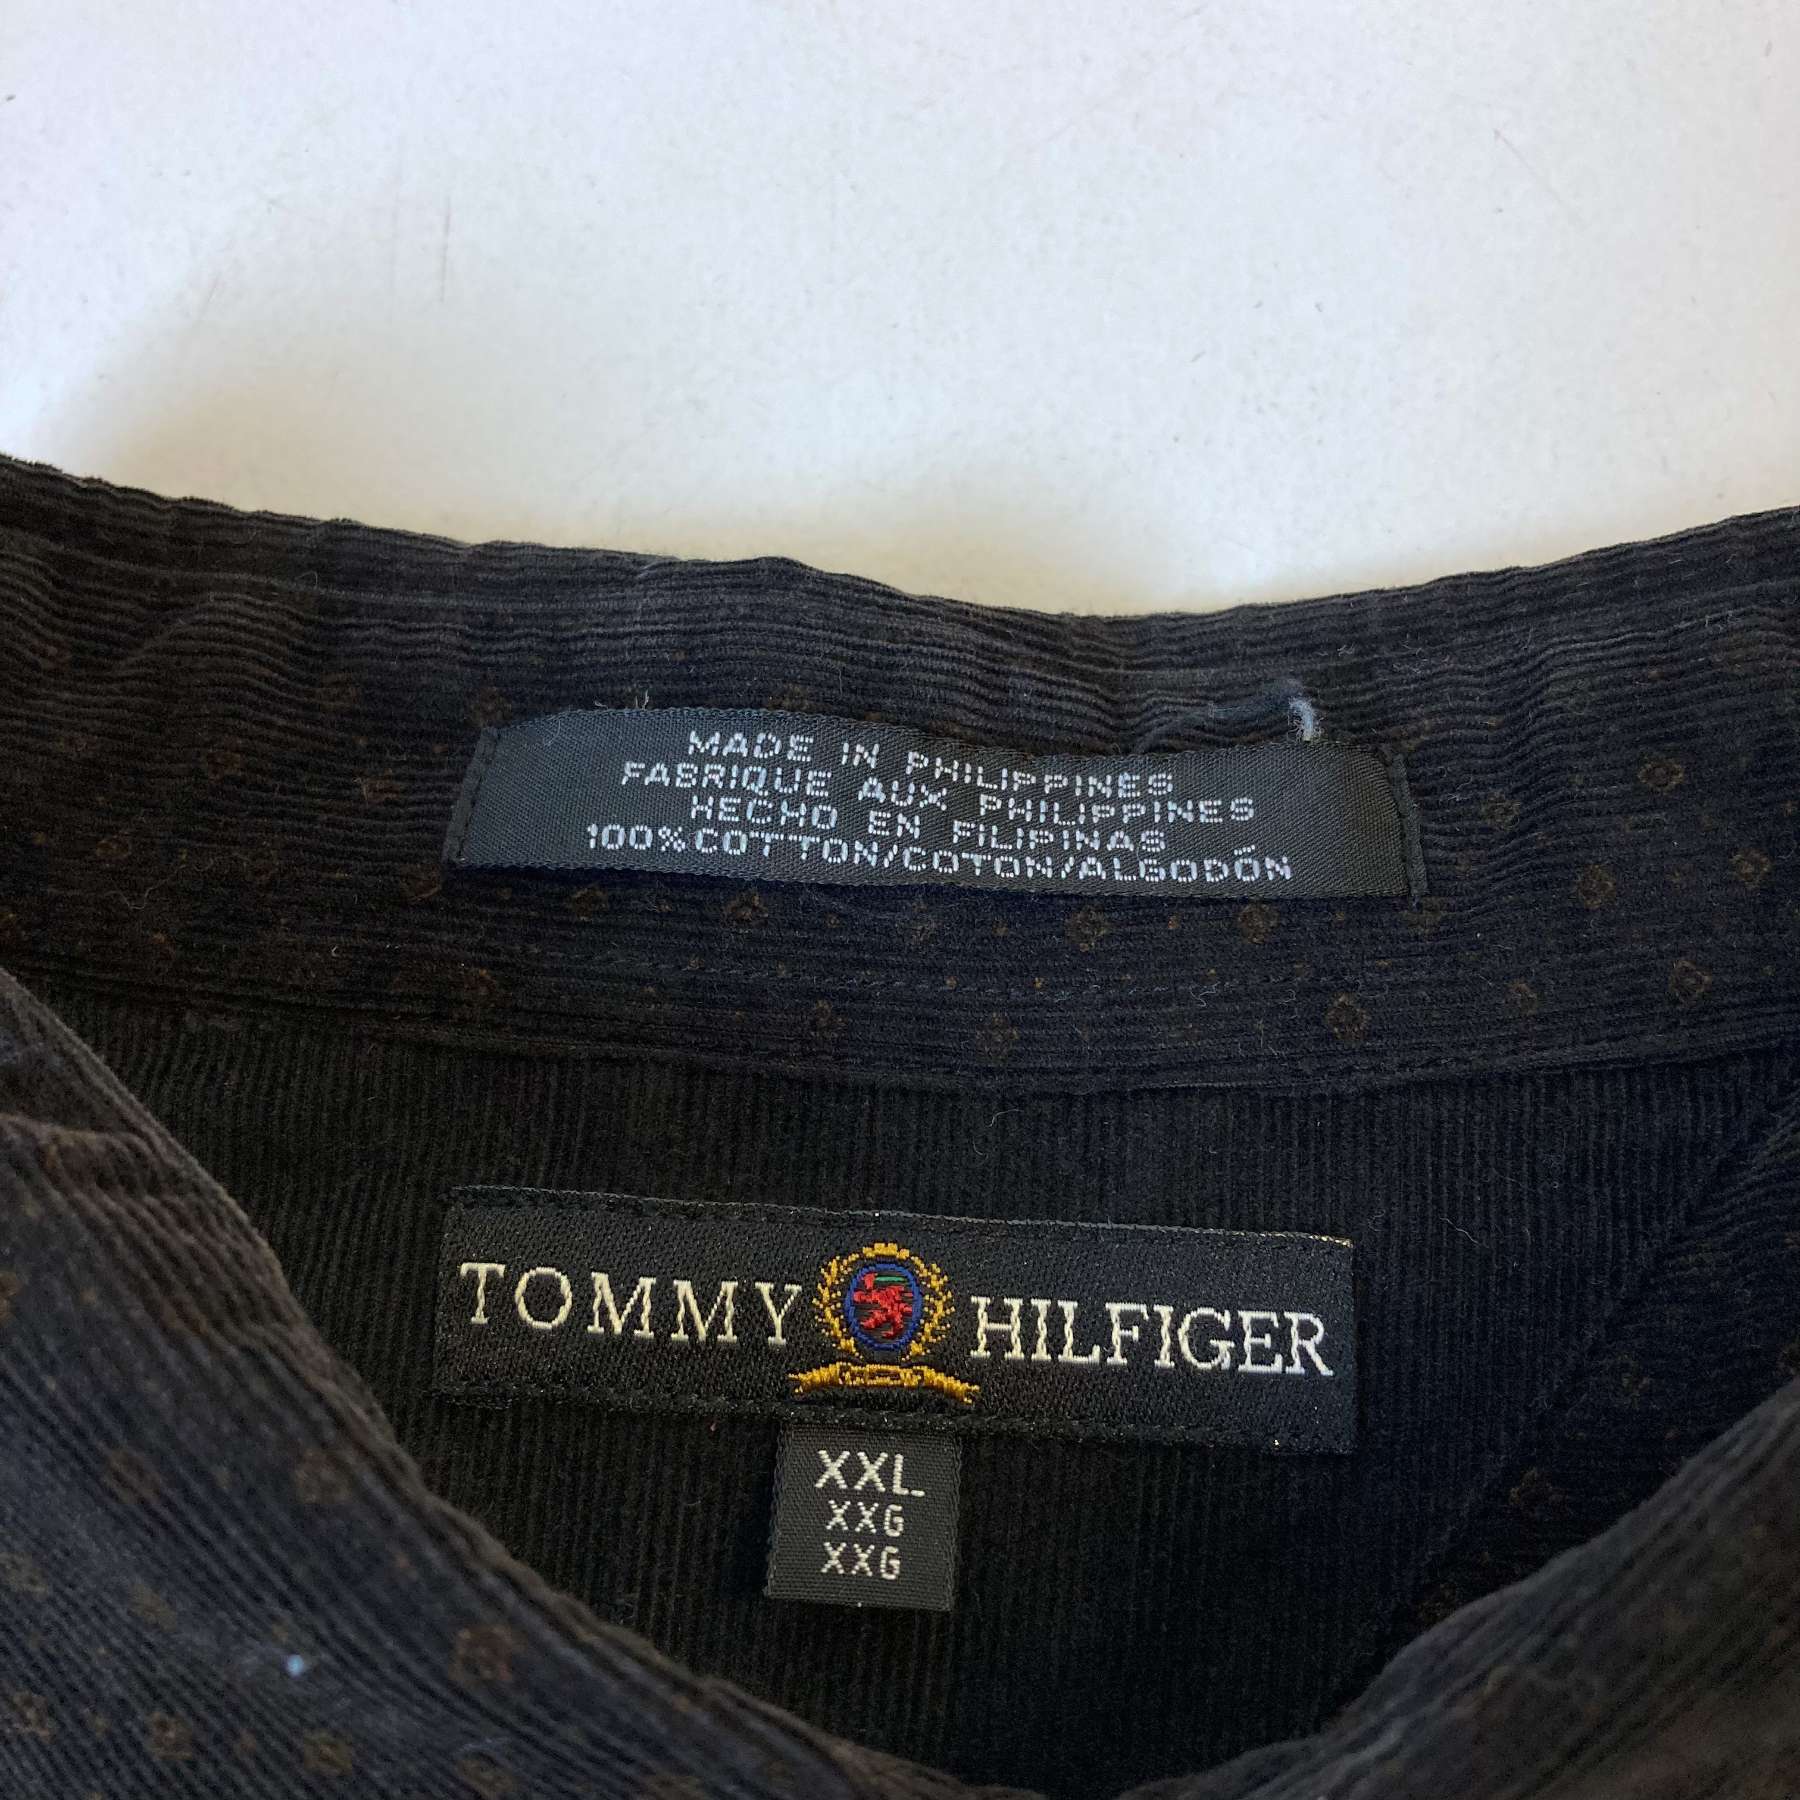 MADE IN PHILIPPINES
FABRIQUE AUX PHILIPPINES
HECHO EN FILIPINAS
100%COTTON/COTON/ALGODÓN
TOMMY HILFIGER
XXL
XXG
XXG